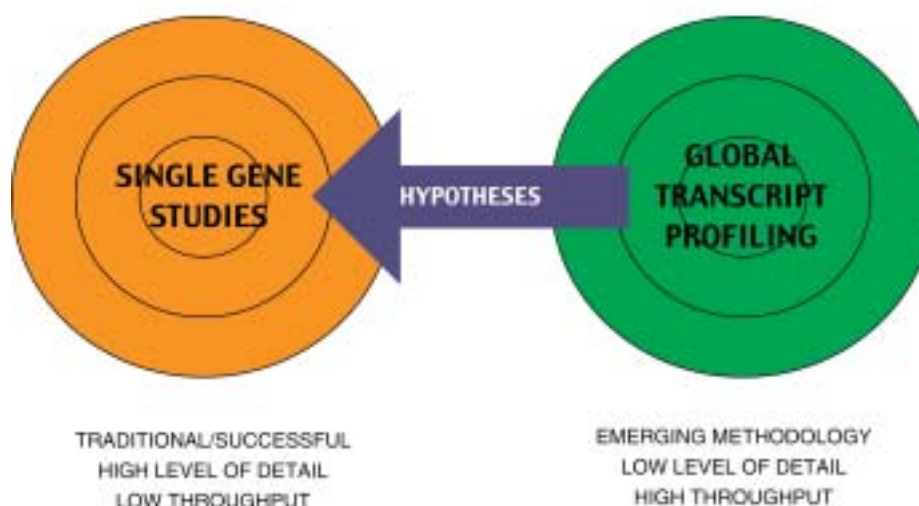 SINGLE GENE
STUDIES
HYPOTHESES
GLOBAL
TRANSCRIPT
PROFILING
TRADITIONAL/SUCCESSFUL
HIGH LEVEL OF DETAIL
LOW THROUGHPUT
EMERGING METHODOLOGY
LOW LEVEL OF DETAIL
HIGH THROUGHPUT